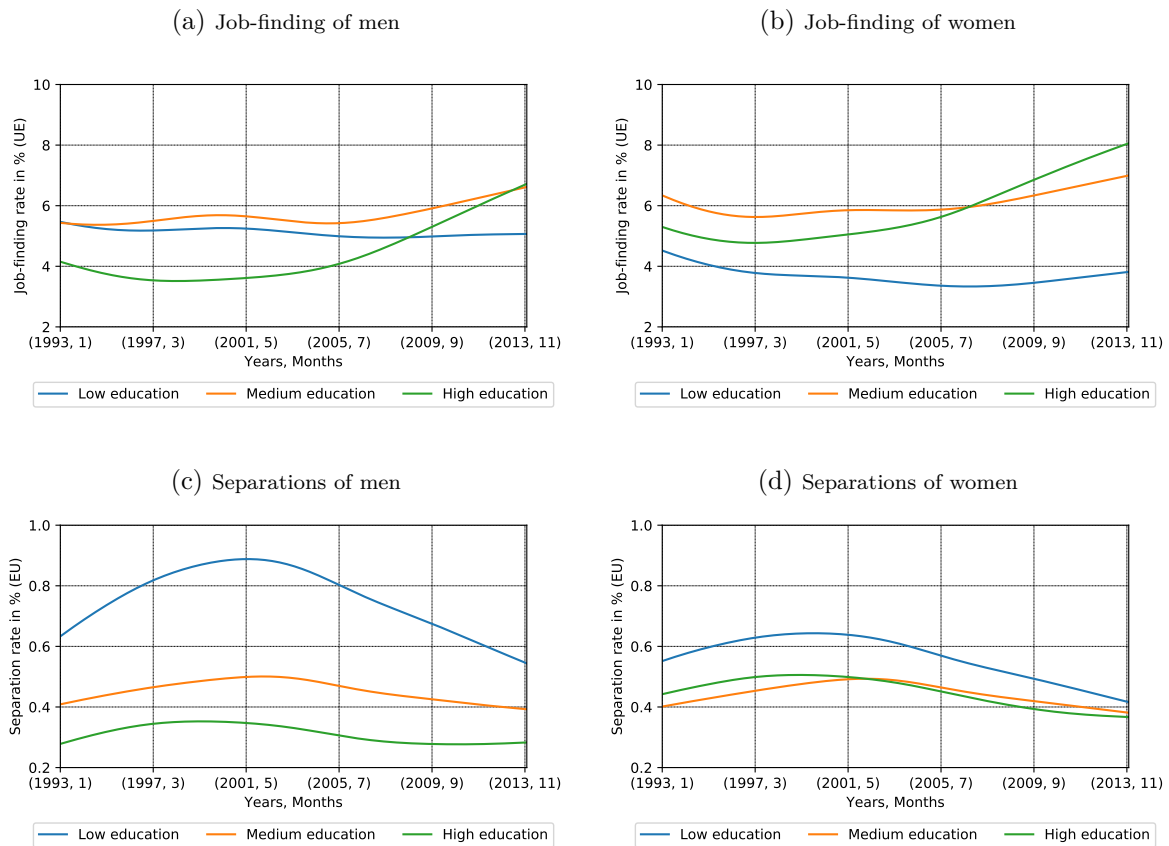 (a) Job-finding of men
10
8
6
4
2
Job-finding rate in % (UE)
(1993, 1) (1997, 3) (2001, 5) (2005, 7) (2009, 9) (2013, 11)
Years, Months
Low education Medium education High education
(b) Job-finding of women
10
8
6
4
2
Job-finding rate in % (UE)
(1993, 1) (1997, 3) (2001, 5) (2005, 7) (2009, 9) (2013, 11)
Years, Months
Low education Medium education High education
(c) Separations of men
1.0
0.8
0.6
0.4
0.2
Separation rate in % (EU)
(1993, 1) (1997, 3) (2001, 5) (2005, 7) (2009, 9) (2013, 11)
Years, Months
Low education Medium education High education
(d) Separations of women
1.0
0.8
0.6
0.4
0.2
Separation rate in % (EU)
(1993, 1) (1997, 3) (2001, 5) (2005, 7) (2009, 9) (2013, 11)
Years, Months
Low education Medium education High education